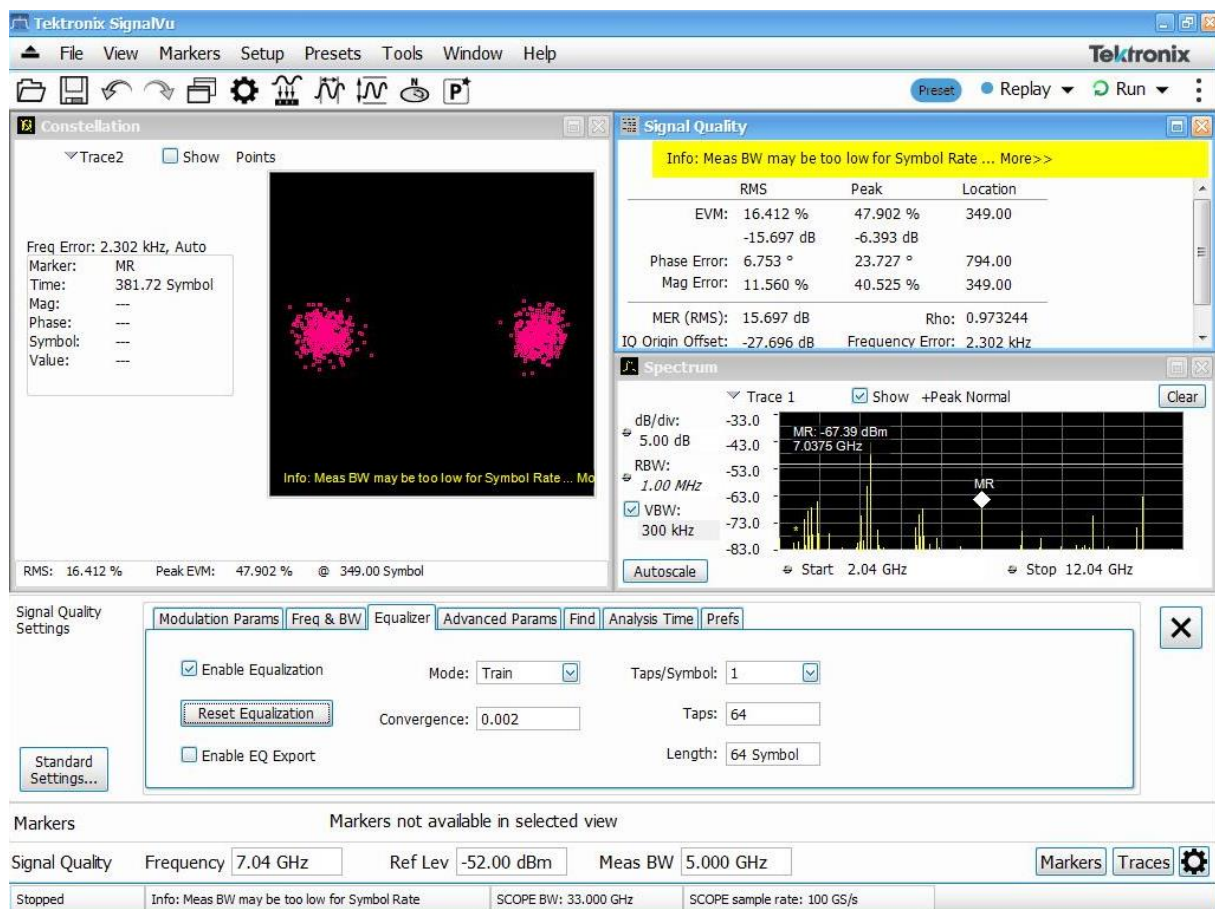 Tektronix SignalVu
File View Markers Setup Presets Tools Window Help
Tektronix
Preset Replay Run
Constellation
Trace2 Show Points
Freq Error: 2.302 kHz, Auto
Marker: MR
Time: 381.72 Symbol
Mag: ---
Phase: ---
Symbol: ---
Value: ---
Info: Meas BW may be too low for Symbol Rate ... Mo
RMS: 16.412 % Peak EVM: 47.902 % @ 349.00 Symbol
Signal Quality
Info: Meas BW may be too low for Symbol Rate ... More>>
RMS Peak Location
EVM: 16.412 % 47.902 % 349.00
-15.697 dB -6.393 dB
Phase Error: 6.753 ° 23.727 ° 794.00
Mag Error: 11.560 % 40.525 % 349.00
MER (RMS): 15.697 dB Rho: 0.973244
IQ Origin Offset: -27.696 dB Frequency Error: 2.302 kHz
Spectrum
Trace 1 Show +Peak Normal Clear
dB/div:
5.00 dB
RBW:
1.00 MHz
VBW:
300 kHz
Autoscale
-33.0
-43.0
-53.0
-63.0
-73.0
-83.0
MR: -67.39 dBm
7.0375 GHz
MR
Start 2.04 GHz Stop 12.04 GHz
Signal Quality
Settings
Standard
Settings...
Modulation Params Freq & BW Equalizer Advanced Params Find Analysis Time Prefs
Enable Equalization Mode: Train Taps/Symbol: 1
Reset Equalization Convergence: 0.002 Taps: 64
Enable EQ Export Length: 64 Symbol
Markers Markers not available in selected view
Signal Quality Frequency 7.04 GHz Ref Lev -52.00 dBm Meas BW 5.000 GHz Markers Traces
Stopped Info: Meas BW may be too low for Symbol Rate SCOPE BW: 33.000 GHz SCOPE sample rate: 100 GS/s